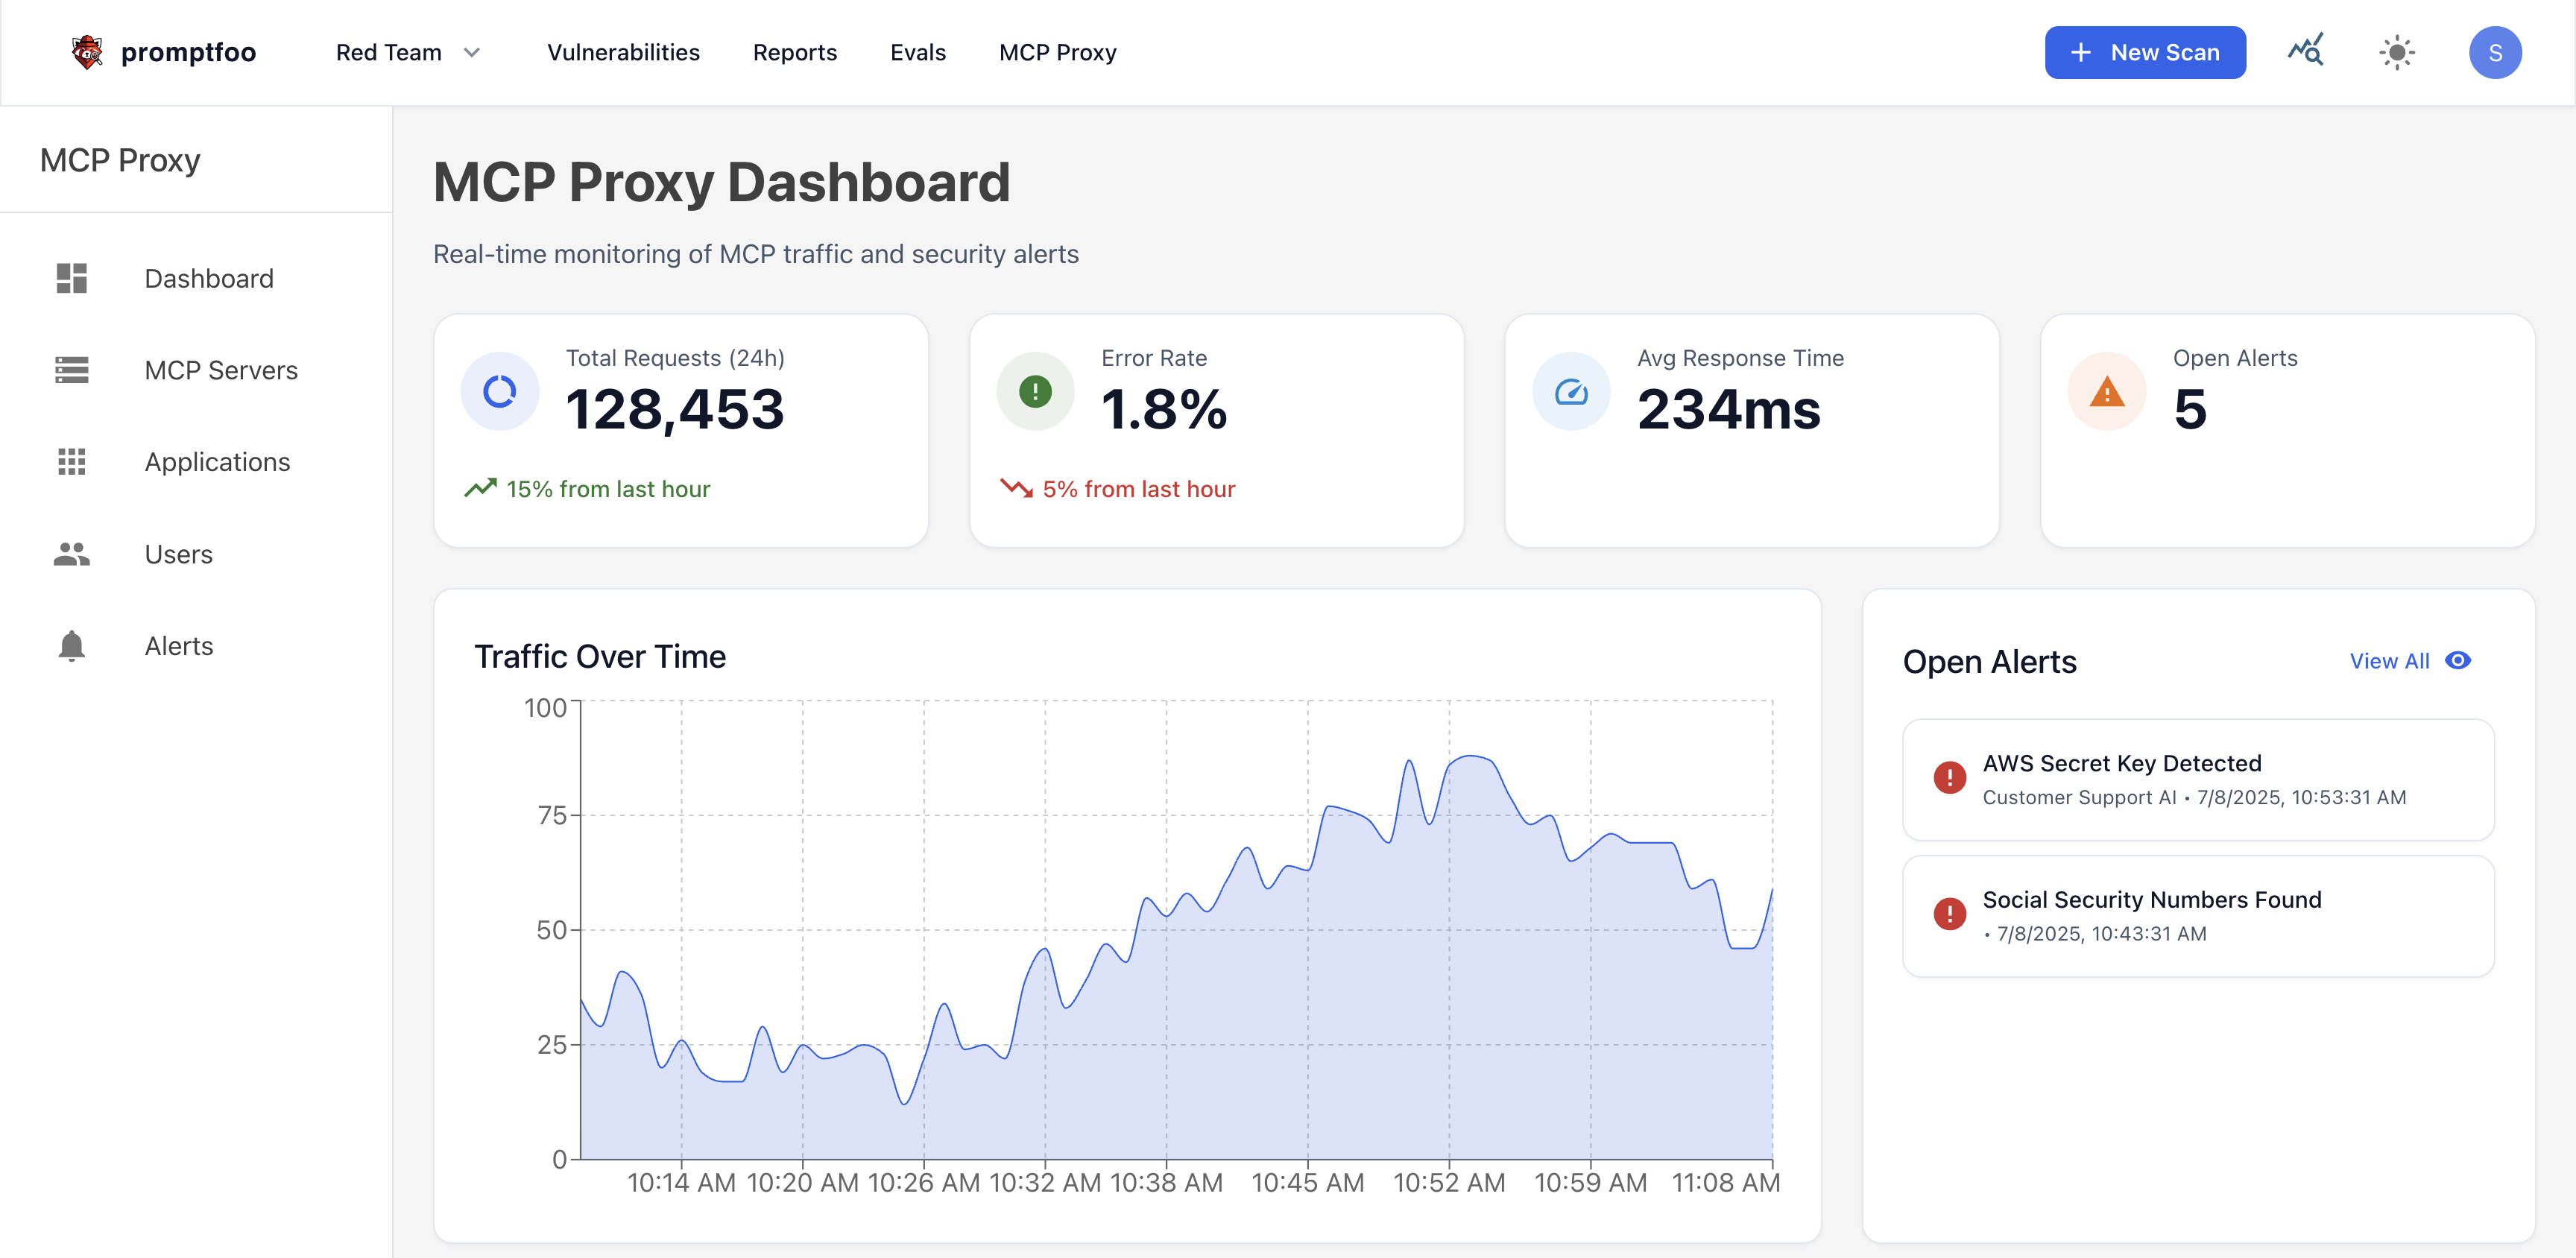 promptfoo
Red Team
Vulnerabilities
Reports
Evals
MCP Proxy
New Scan
S
MCP Proxy
Dashboard
MCP Servers
Applications
Users
Alerts
MCP Proxy Dashboard
Real-time monitoring of MCP traffic and security alerts
Total Requests (24h)
128,453
15% from last hour
Error Rate
1.8%
5% from last hour
Avg Response Time
234ms
Open Alerts
5
Traffic Over Time
100
75
50
25
0
10:14 AM 10:20 AM 10:26 AM 10:32 AM 10:38 AM 10:45 AM 10:52 AM 10:59 AM 11:08 AM
Open Alerts
View All
AWS Secret Key Detected
Customer Support AI • 7/8/2025, 10:53:31 AM
Social Security Numbers Found
• 7/8/2025, 10:43:31 AM